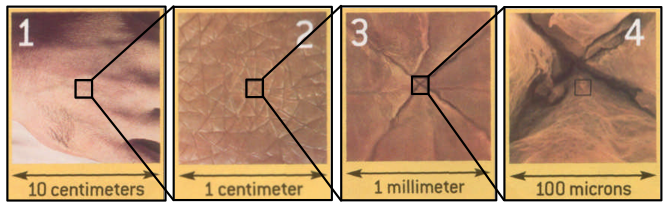 1
2
3
4
10 centimeters
1 centimeter
1 millimeter
100 microns